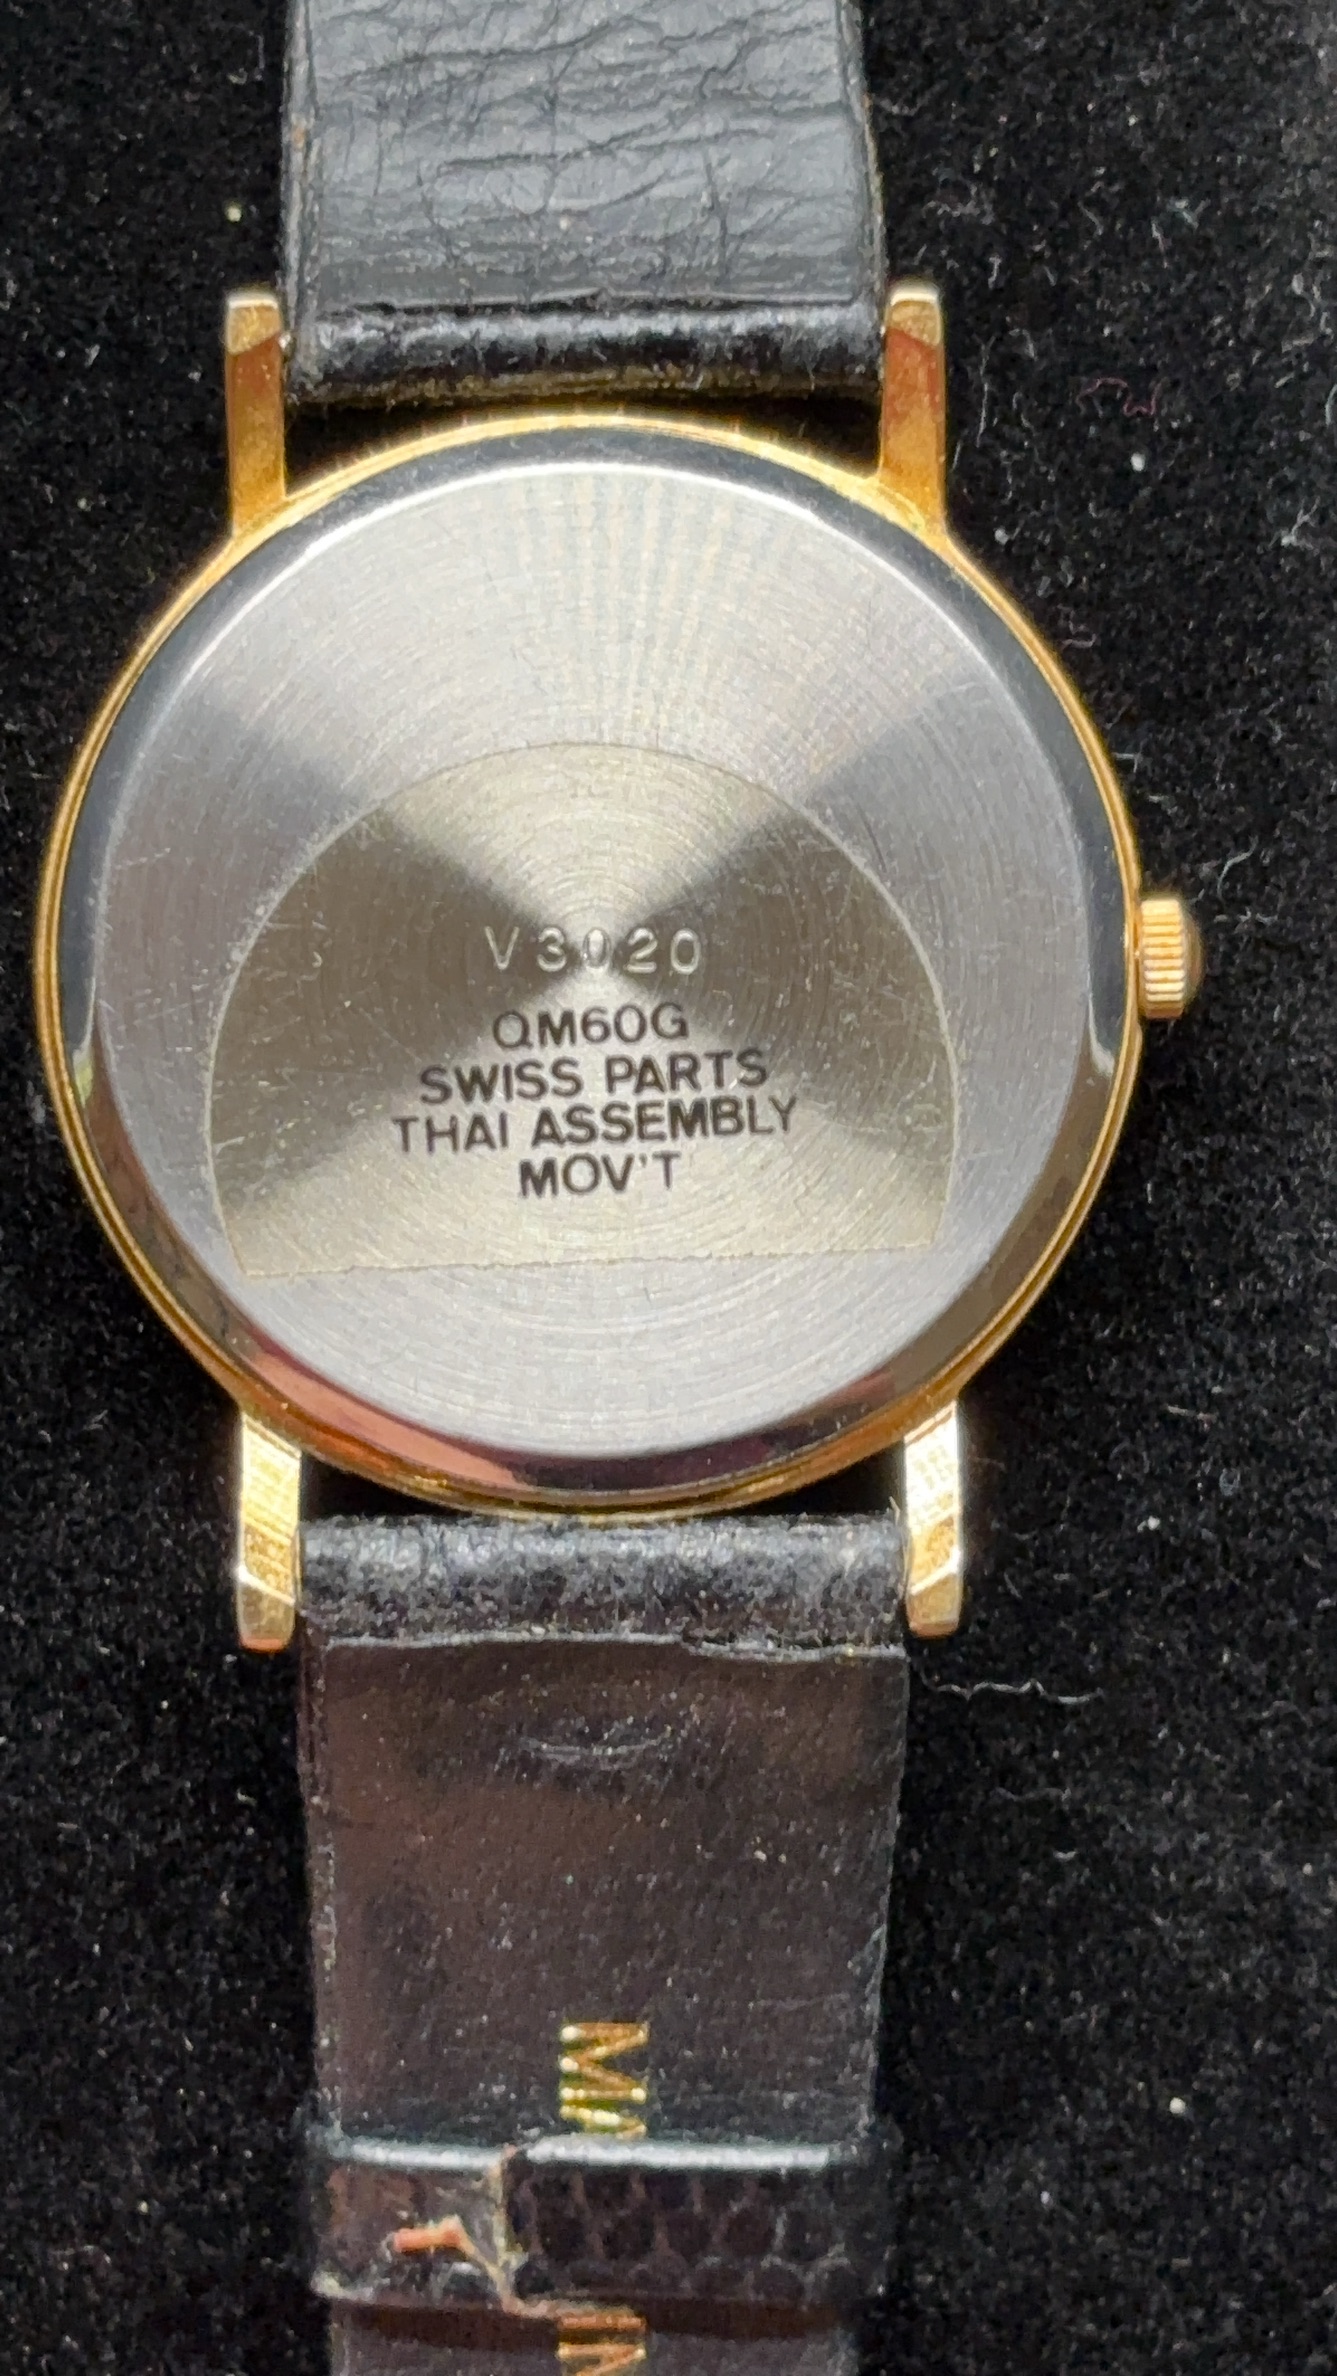 V3020
QM60G
SWISS PARTS
THAI ASSEMBLY
MOV'T